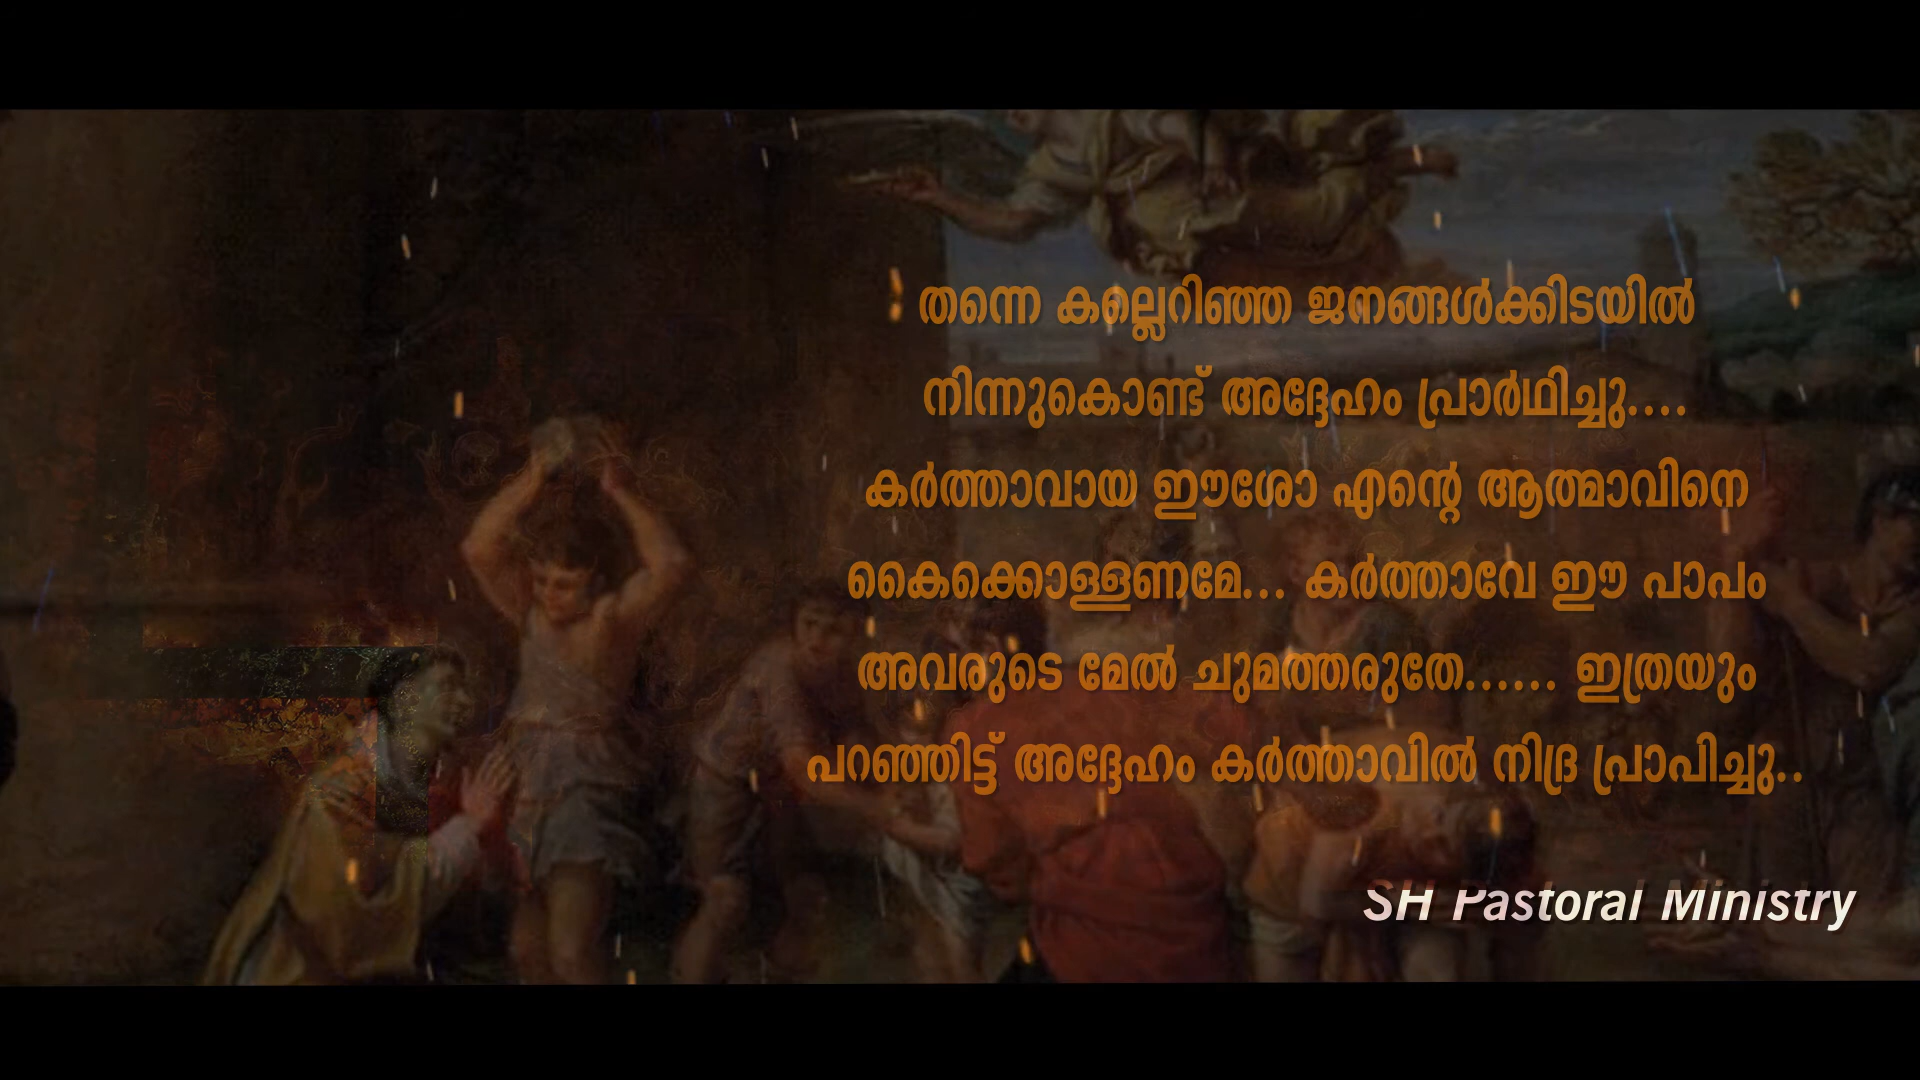 തന്നെ കല്ലെറിഞ്ഞ ജനങ്ങൾക്കിടയിൽ
നിന്നുകൊണ്ട് അദ്ദേഹം പ്രാർഥിച്ചു....
കർത്താവായ ഈശോ എന്റെ ആത്മാവിനെ
കൈക്കൊള്ളണമേ... കർത്താവേ ഈ പാപം
അവരുടെ മേൽ ചുമത്തരുതേ...... ഇത്രയും
പറഞ്ഞിട്ട് അദ്ദേഹം കർത്താവിൽ നിദ്ര പ്രാപിച്ചു..
SH Pastoral Ministry